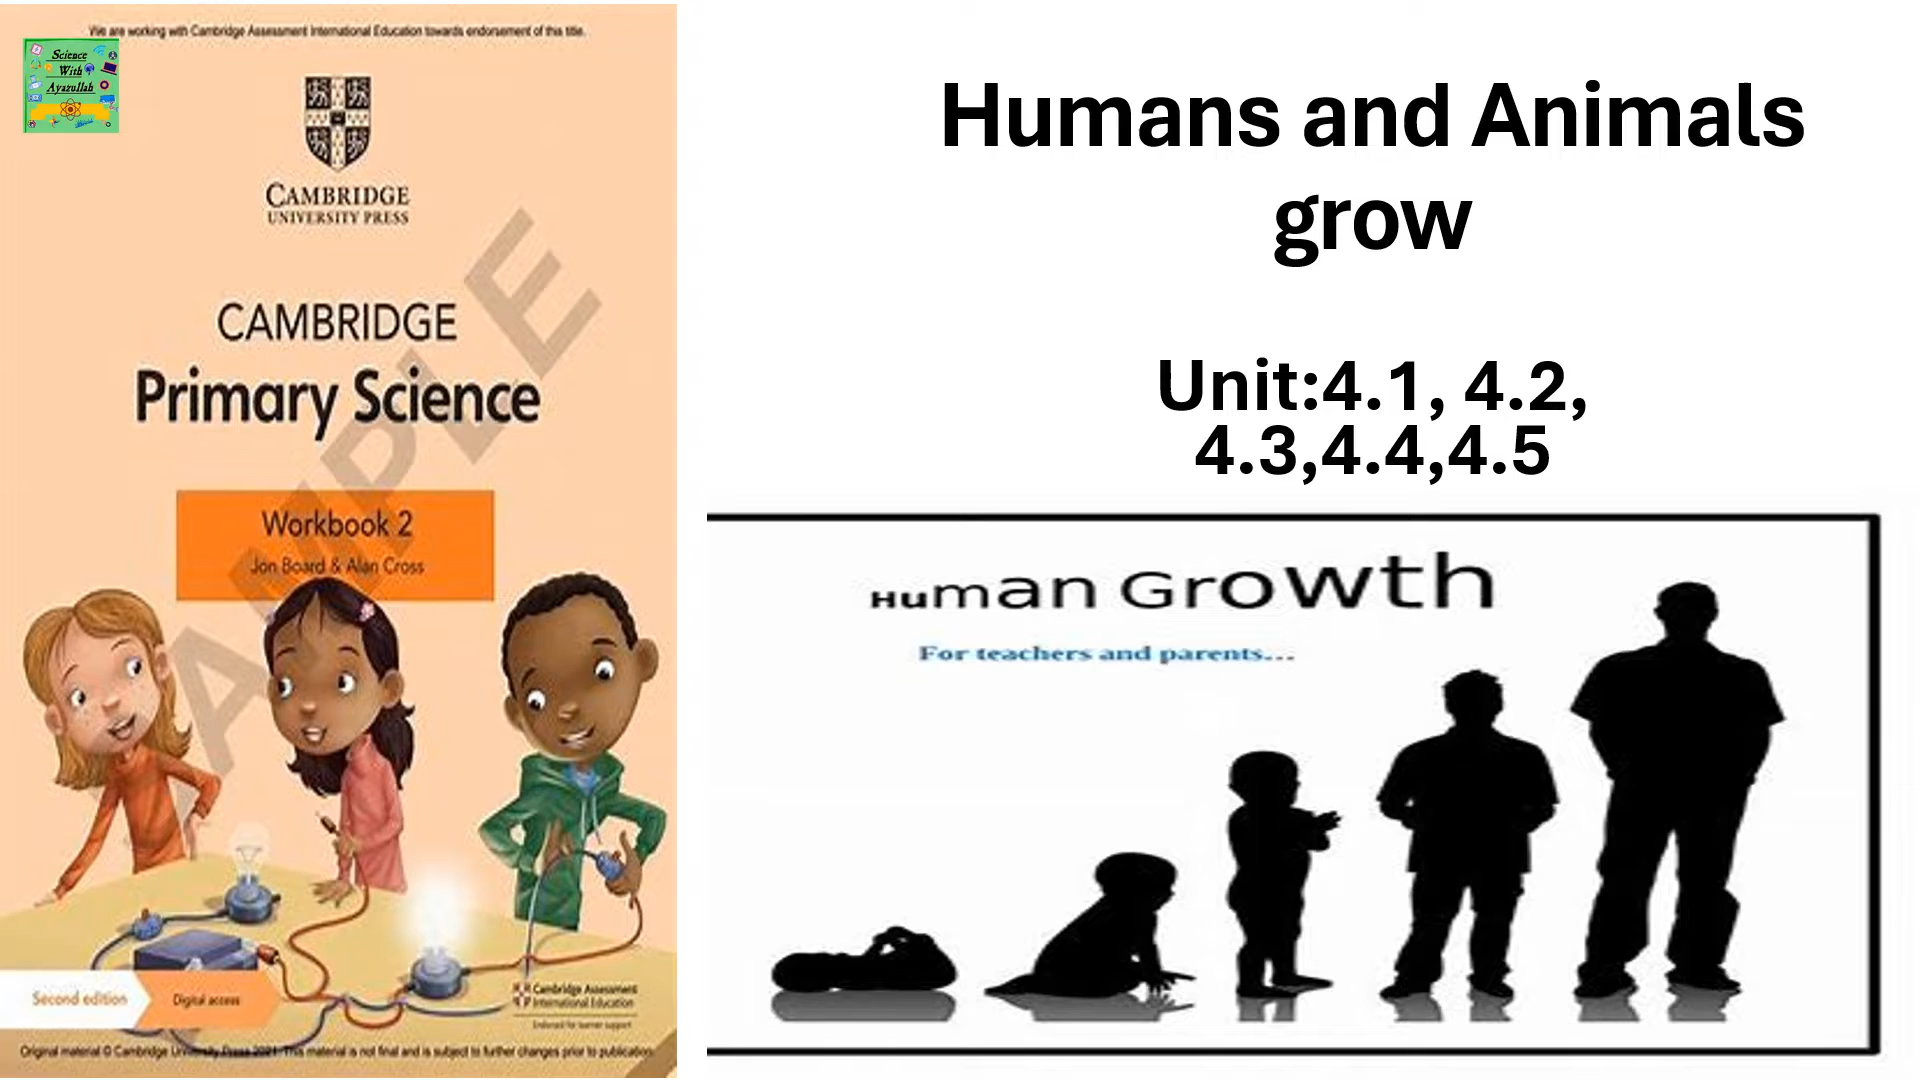 We are working with Cambridge Assessment International Education towards endorsement of this title.
Science
With
Ayazullah
CAMBRIDGE
UNIVERSITY PRESS
CAMBRIDGE
Primary Science
Workbook 2
Jon Board & Alan Cross
SAMPLE
Second edition
Digital access
Cambridge Assessment
International Education
Endorsed for learner support
Original material © Cambridge University Press 2021. This material is not final and is subject to further changes prior to publication.
Humans and Animals
grow
Unit:4.1, 4.2,
4.3,4.4,4.5
Human Growth
For teachers and parents...